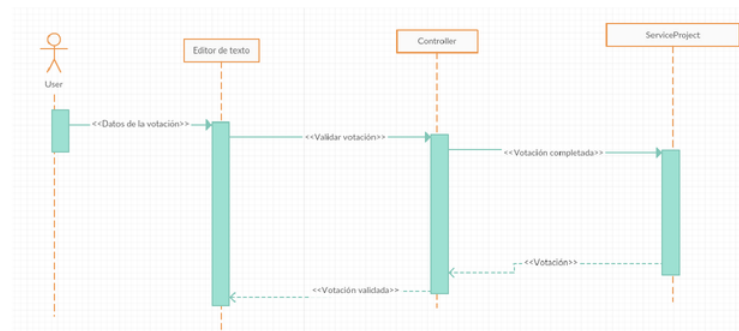 ServiceProject
Controller
Editor de texto
User
<<Datos de la votación>>
<<Validar votación>>
<<Votación completada>>
<<Votación>>
<<Votación validada>>